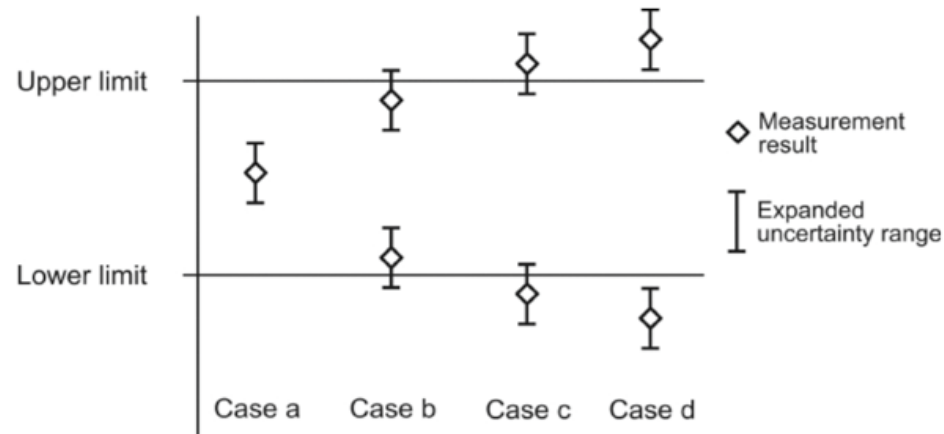 Upper limit
Measurement
result
Expanded
uncertainty range
Lower limit
Case a
Case b
Case c
Case d